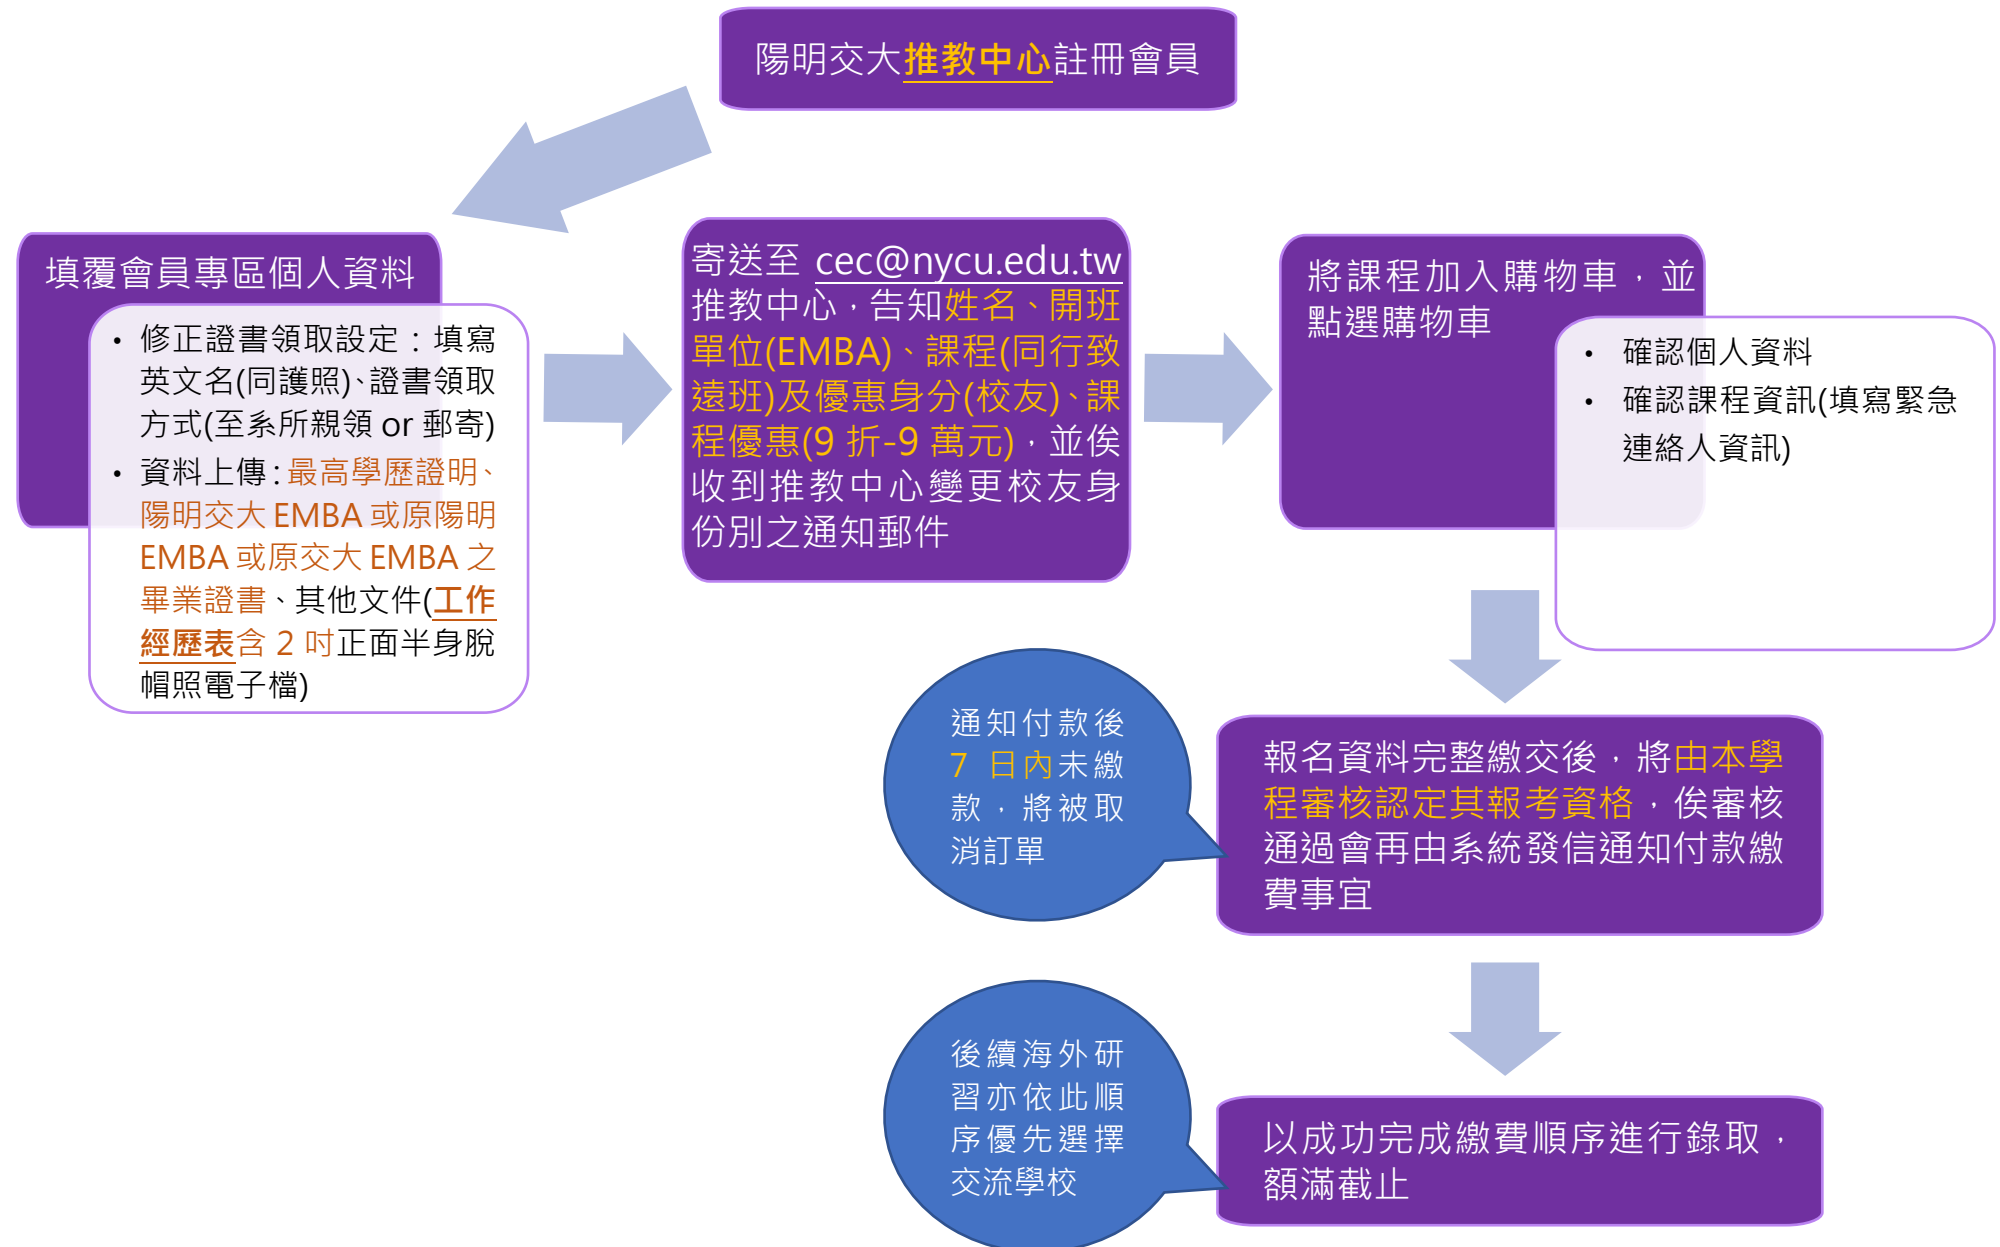 陽明交大推教中心註冊會員
填覆會員專區個人資料
• 修正證書領取設定：填寫
英文名(同護照)、證書領取
方式(至系所親領 or 郵寄)
• 資料上傳：最高學歷證明、
陽明交大 EMBA 或原陽明
EMBA 或原交大 EMBA 之
畢業證書、其他文件(工作
經歷表含 2 吋正面半身脫
帽照電子檔)
寄送至 cec@nycu.edu.tw
推教中心，告知姓名、開班
單位(EMBA)、課程(同行致
遠班)及優惠身分(校友)、課
程優惠(9 折-9 萬元)，並俟
收到推教中心變更校友身
份別之通知郵件
將課程加入購物車，並
點選購物車
• 確認個人資料
• 確認課程資訊(填寫緊急
連絡人資訊)
通知付款後
7 日內未繳
款，將被取
消訂單
報名資料完整繳交後，將由本學
程審核認定其報考資格，俟審核
通過會再由系統發信通知付款繳
費事宜
後續海外研
習亦依此順
序優先選擇
交流學校
以成功完成繳費順序進行錄取，
額滿截止